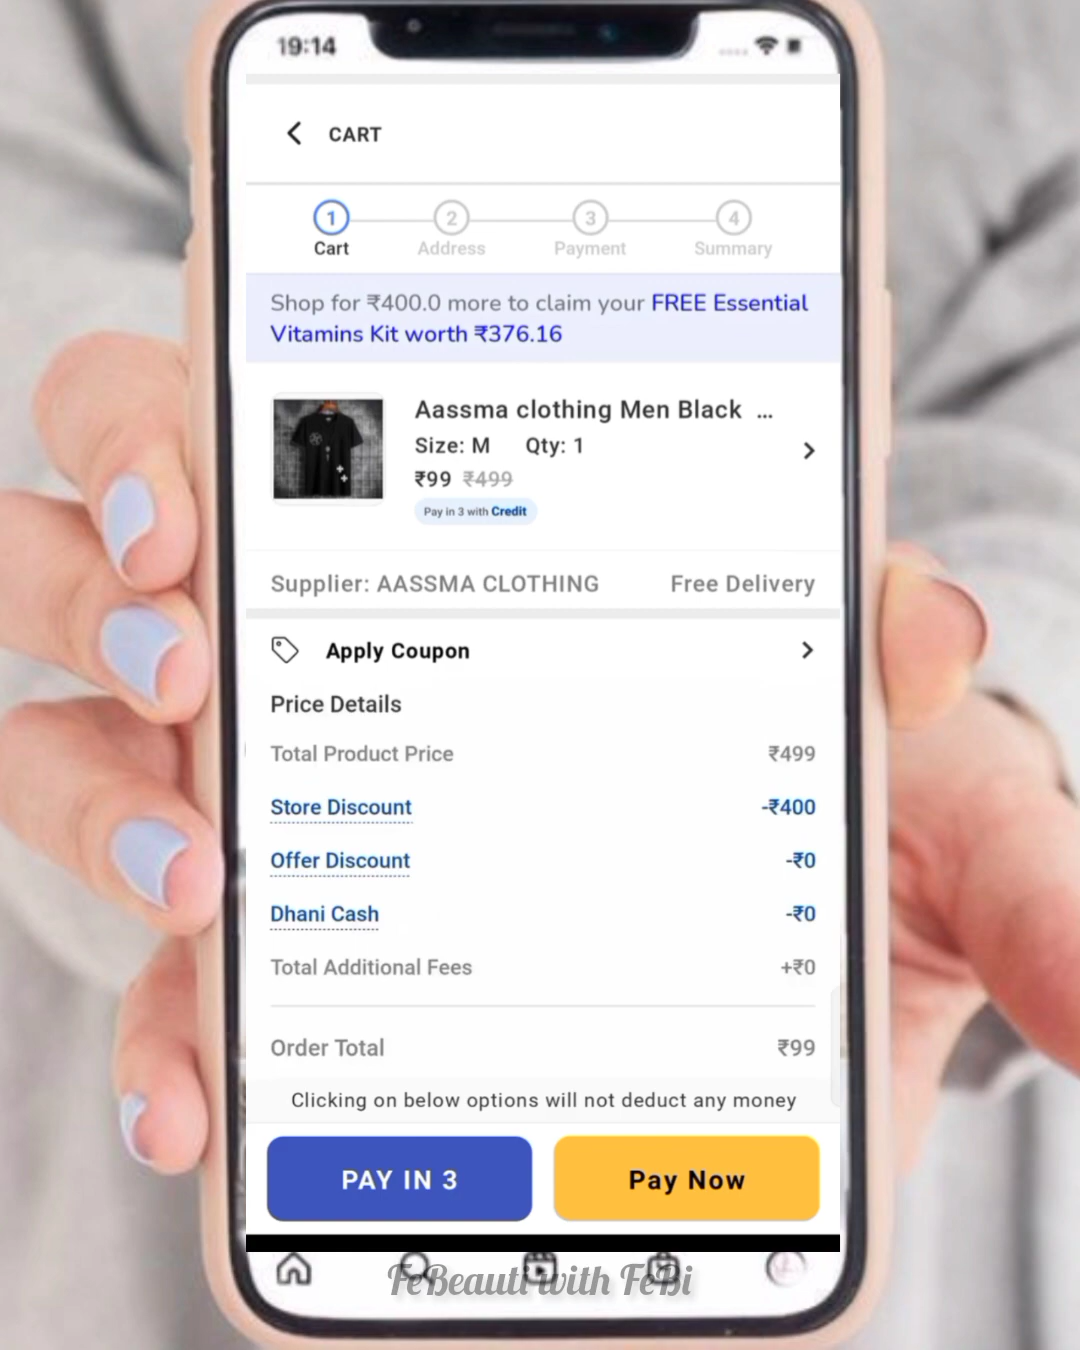 19:14
CART
1
2
3
4
Cart
Address
Payment
Summary
Shop for ₹400.0 more to claim your FREE Essential
Vitamins Kit worth ₹376.16
Aassma clothing Men Black ...
Size: M Qty: 1
₹99 ₹499
Pay in 3 with Credit
Supplier: AASSMA CLOTHING Free Delivery
Apply Coupon
Price Details
Total Product Price ₹499
Store Discount -₹400
Offer Discount -₹0
Dhani Cash -₹0
Total Additional Fees +₹0
Order Total ₹99
Clicking on below options will not deduct any money
PAY IN 3 Pay Now
FeBeauti with FeBi